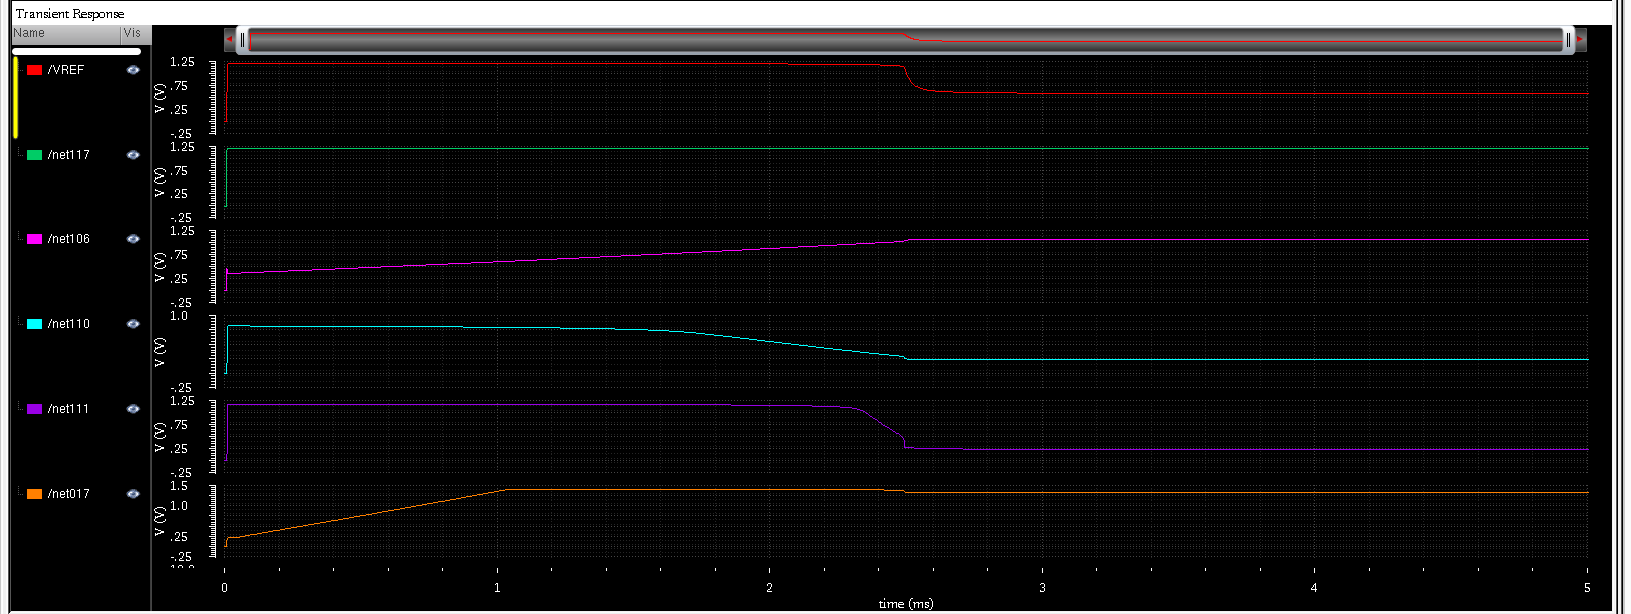 Transient Response
Name Vis
/VREF
V (V)
1.25
.75
.25
-.25
/net117
V (V)
1.25
.75
.25
-.25
/net106
V (V)
1.25
.75
.25
-.25
/net110
V (V)
1.0
-.25
/net111
V (V)
1.25
.75
.25
-.25
/net017
V (V)
1.5
1.0
.25
-.25
0 1 2 3 4 5
time (ms)